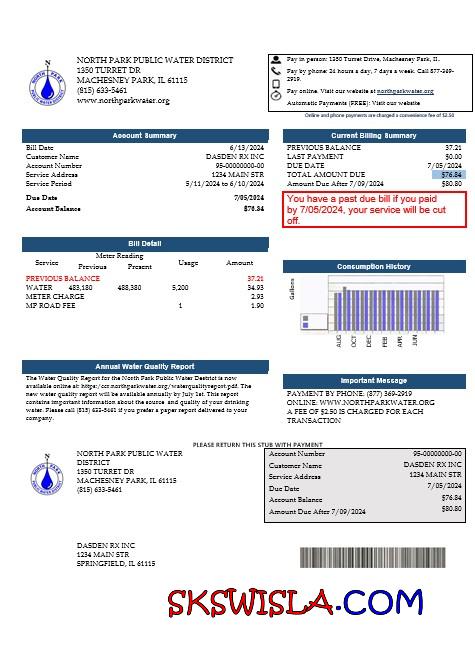 NORTH PARK PUBLIC WATER DISTRICT
1350 TURRET DR
MACHESNEY PARK, IL 61115
(815) 633-5461
www.northparkwater.org
NORTH PARK
WATER
Pay in person: 1350 Turret Drive, Machesney Park, IL.
Pay by phone: 24 hours a day, 7 days a week. Call 877-369-
2919.
Pay online. Visit our website at northparkwater.org
Automatic Payments (FREE): Visit our website
Online and phone payments are charged a convenience fee of $2.50
Account Summary
Bill Date 6/13/2024
Customer Name DASDEN RX INC
Account Number 95-00000000-00
Service Address 1234 MAIN STR
Service Period 5/11/2024 to 6/10/2024
Due Date 7/05/2024
Account Balance $76.84
Current Billing Summary
PREVIOUS BALANCE 37.21
LAST PAYMENT $0.00
DUE DATE 7/05/2024
TOTAL AMOUNT DUE $76.84
Amount Due After 7/09/2024 $80.80
You have a past due bill if you paid
by 7/05/2024, your service will be cut
off.
Bill Detail
Meter Reading
Service Previous Present Usage Amount
PREVIOUS BALANCE 37.21
WATER 483,180 488,380 5,200 34.93
METER CHARGE 2.93
MP ROAD FEE 1 1.90
Consumption History
Gallons
AUG OCT DEC FEB APR JUN
Annual Water Quality Report
The Water Quality Report for the North Park Public Water District is now
available online at: https:/ccr.northparkwater.org/waterqualityreport.pdf. The
new water quality will be available annually by July 1st. This report
contains important information about the source and quality of your drinking
water. Please call (815) 633-5461 if you prefer a paper report delivered to your
company.
Important Message
PAYMENT BY PHONE: (877) 369-2919
ONLINE: WWW.NORTHPARKWATER.ORG
A FEE OF $2.50 IS CHARGED FOR EACH
TRANSACTION
PLEASE RETURN THIS STUB WITH PAYMENT
NORTH PARK
WATER
NORTH PARK PUBLIC WATER
DISTRICT
1350 TURRET DR
MACHESNEY PARK, IL 61115
(815) 633-5461
Account Number 95-00000000-00
Customer Name DASDEN RX INC
Service Address 1234 MAIN STR
Due Date 7/05/2024
Account Balance $76.84
Amount Due After 7/09/2024 $80.80
DASDEN RX INC
1234 MAIN STR
SPRINGFIELD, IL 61115
SKSWISLA.COM